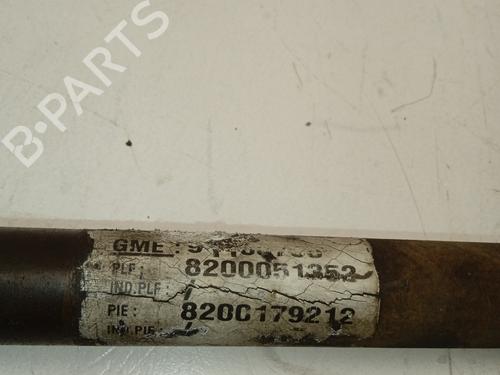 B-PARTS
GME:
PLF: 8200051352
IND.PLF: /
PIE: 8200179212
IND.PIE: /